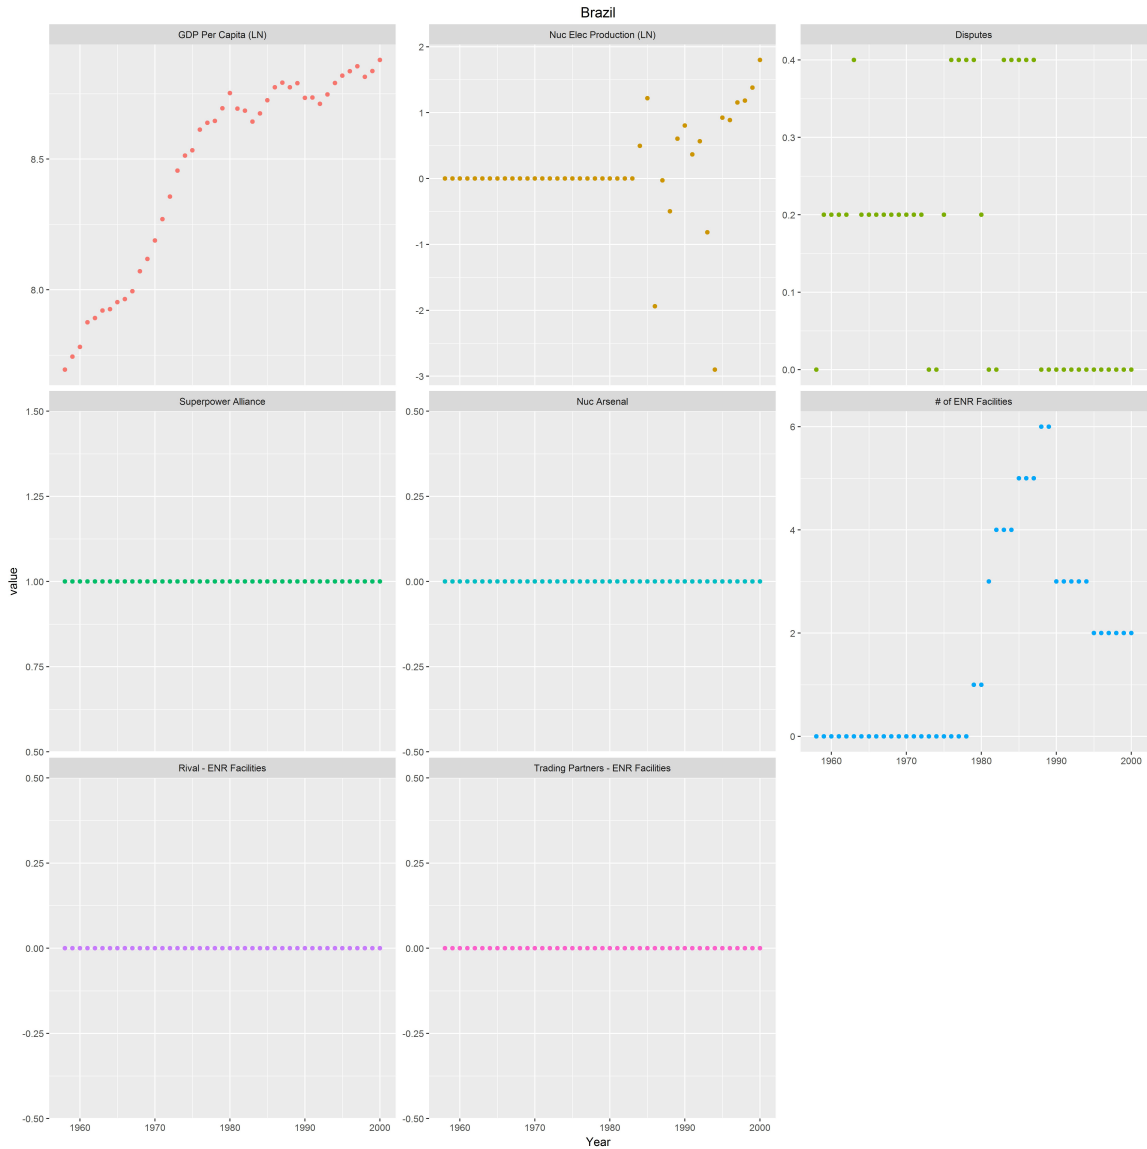 Brazil
GDP Per Capita (LN)
Nuc Elec Production (LN)
Disputes
8.5
8.0
2
1
0
-1
-2
-3
0.4
0.3
0.2
0.1
0.0
Superpower Alliance
Nuc Arsenal
# of ENR Facilities
1.50
1.25
1.00
0.75
0.50
0.50
0.25
0.00
-0.25
-0.50
6
4
2
0
1960 1970 1980 1990 2000
value
Rival - ENR Facilities
Trading Partners - ENR Facilities
0.50
0.25
0.00
-0.25
-0.50
0.50
0.25
0.00
-0.25
-0.50
1960 1970 1980 1990 2000
1960 1970 1980 1990 2000
Year